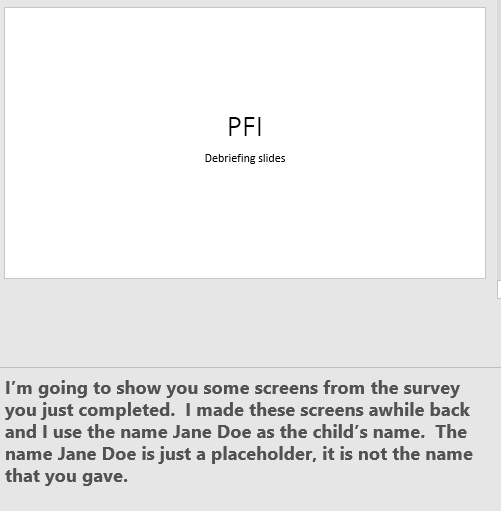 PFI
Debriefing slides
I’m going to show you some screens from the survey
you just completed.  I made these screens awhile back
and I use the name Jane Doe as the child’s name.  The
name Jane Doe is just a placeholder, it is not the name
that you gave.